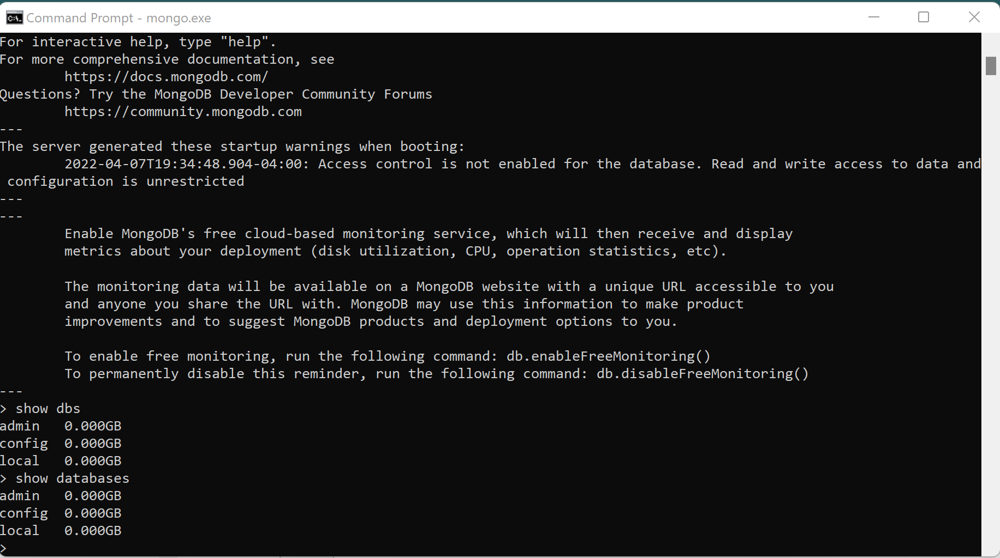 Command Prompt - mongo.exe
For interactive help, type "help".
For more comprehensive documentation, see
        https://docs.mongodb.com/
Questions? Try the MongoDB Developer Community Forums
        https://community.mongodb.com
---
The server generated these startup warnings when booting:
        2022-04-07T19:34:48.904-04:00: Access control is not enabled for the database. Read and write access to data and
 configuration is unrestricted
---
---
        Enable MongoDB's free cloud-based monitoring service, which will then receive and display
        metrics about your deployment (disk utilization, CPU, operation statistics, etc).

        The monitoring data will be available on a MongoDB website with a unique URL accessible to you
        and anyone you share the URL with. MongoDB may use this information to make product
        improvements and to suggest MongoDB products and deployment options to you.

        To enable free monitoring, run the following command: db.enableFreeMonitoring()
        To permanently disable this reminder, run the following command: db.disableFreeMonitoring()
---
> show dbs
admin   0.000GB
config  0.000GB
local   0.000GB
> show databases
admin   0.000GB
config  0.000GB
local   0.000GB
>